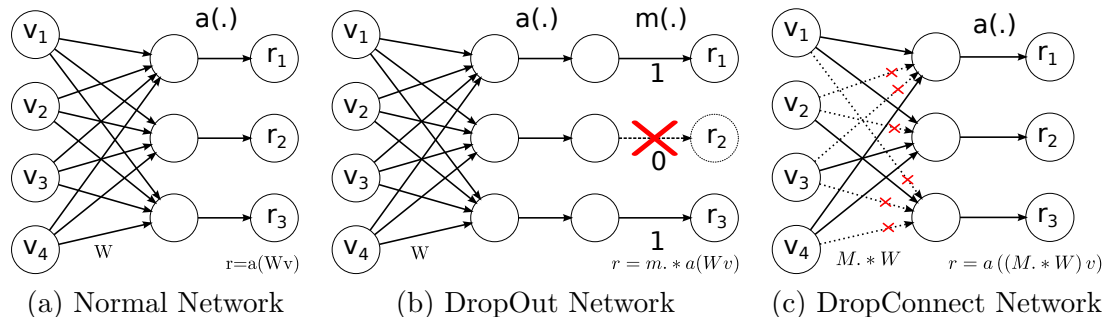 v1
v2
v3
v4
a(.)
r1
r2
r3
W
r=a(Wv)
(a) Normal Network
v1
v2
v3
v4
a(.)
m(.)
1
0
1
r1
r2
r3
W
r = m. * a(Wv)
(b) DropOut Network
v1
v2
v3
v4
a(.)
r1
r2
r3
M. * W
r = a ((M. * W) v)
(c) DropConnect Network